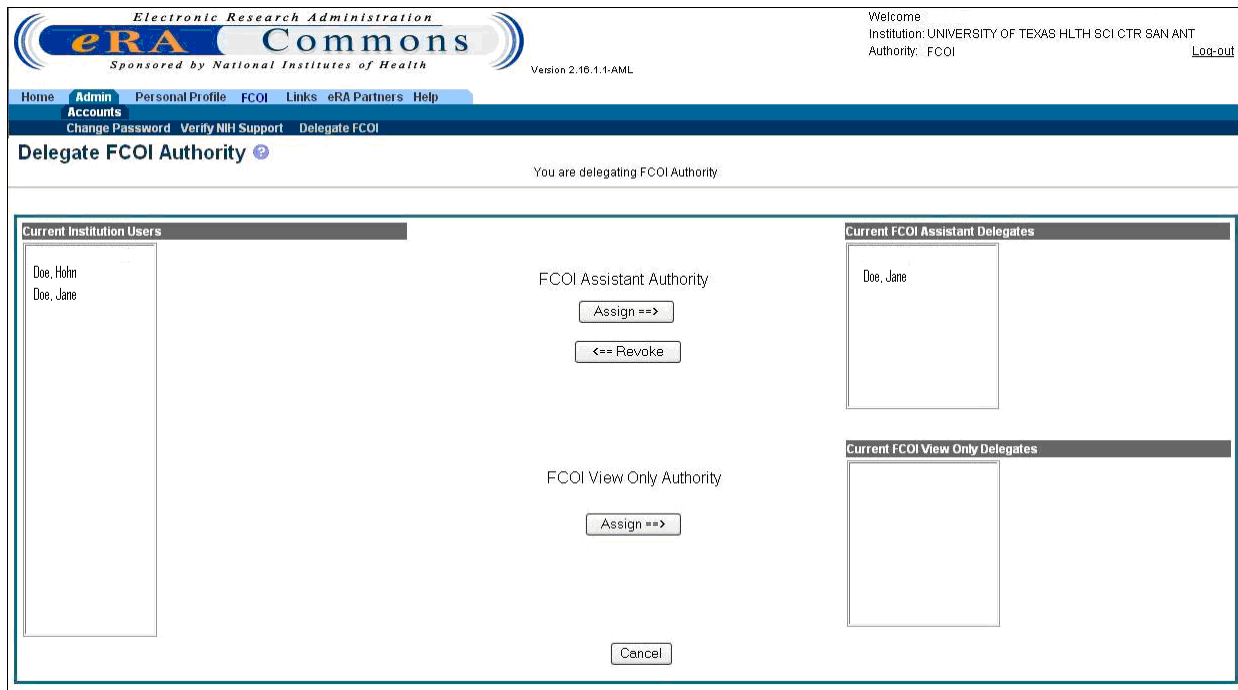 Electronic Research Administration
eRA Commons
Sponsored by National Institutes of Health
Version 2.16.1.1-AML
Welcome
Institution: UNIVERSITY OF TEXAS HLTH SCI CTR SAN ANT
Authority: FCOI
Log-out
Home Admin Personal Profile FCOI Links eRA Partners Help
Accounts
Change Password Verify NIH Support Delegate FCOI
Delegate FCOI Authority ?
You are delegating FCOI Authority
Current Institution Users
Doe, Hohn
Doe, Jane
FCOI Assistant Authority
Assign ==>
<== Revoke
Current FCOI Assistant Delegates
Doe, Jane
FCOI View Only Authority
Assign ==>
Current FCOI View Only Delegates
Cancel